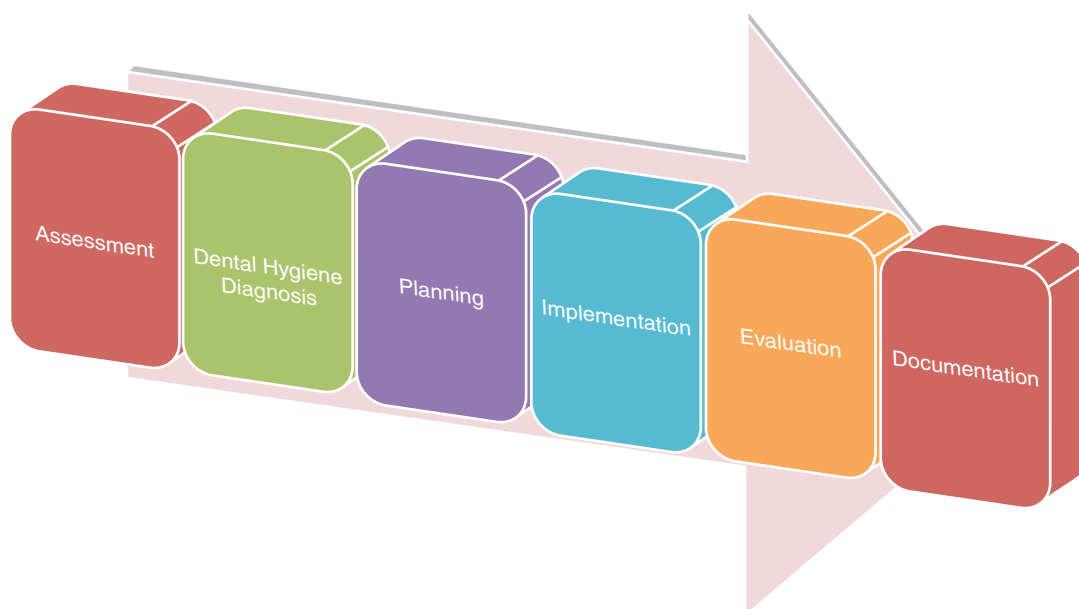 Assessment
Dental Hygiene
Diagnosis
Planning
Implementation
Evaluation
Documentation